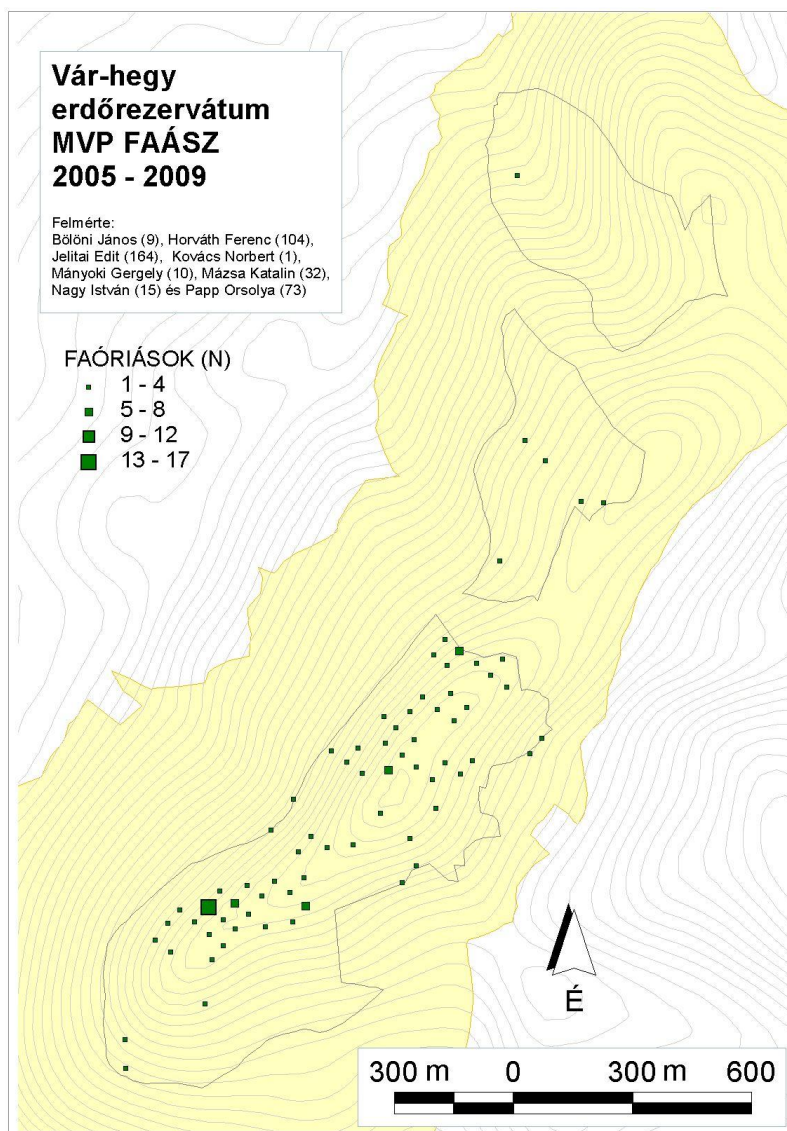 Vár-hegy
erdőrezervátum
MVP FAÁSZ
2005 - 2009
Felmérte:
Bölöni János (9), Horváth Ferenc (104),
Jelitai Edit (164), Kovács Norbert (1),
Mányoki Gergely (10), Mázsa Katalin (32),
Nagy István (15) és Papp Orsolya (73)
FAÓRIÁSOK (N)
1 - 4
5 - 8
9 - 12
13 - 17
É
300 m 0 300 m 600